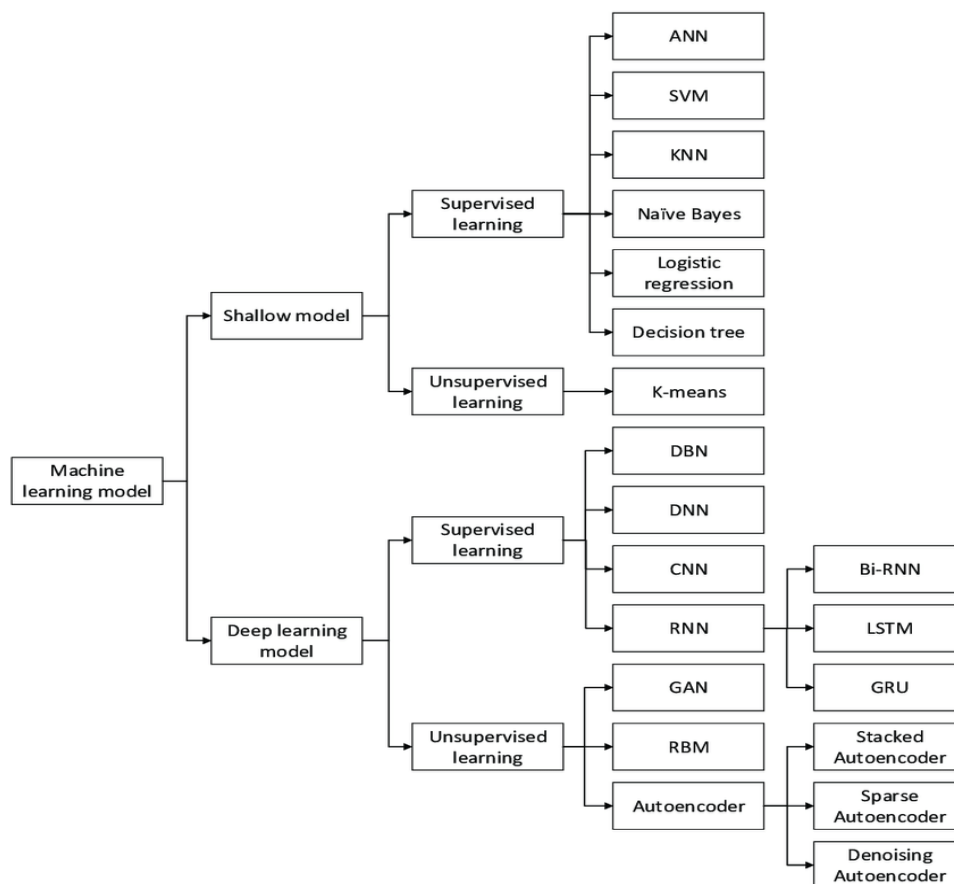 ANN
SVM
KNN
Supervised
learning
Naïve Bayes
Logistic
regression
Shallow model
Decision tree
Unsupervised
learning
K-means
Machine
learning model
DBN
DNN
Supervised
learning
CNN
Bi-RNN
RNN
LSTM
Deep learning
model
GAN
GRU
Unsupervised
learning
RBM
Stacked
Autoencoder
Autoencoder
Sparse
Autoencoder
Denoising
Autoencoder